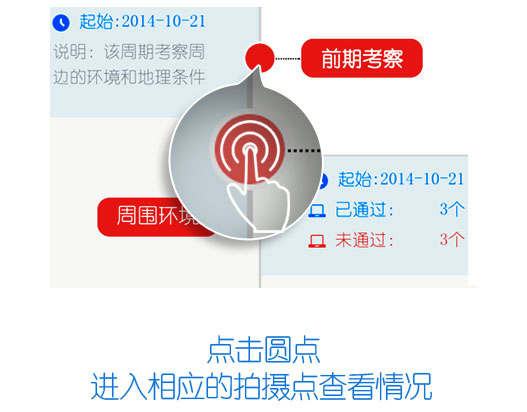 起始:2014-10-21
说明：该周期考察周
边的环境和地理条件
前期考察
起始:2014-10-21
已通过： 3个
未通过： 3个
周围环境
点击圆点
进入相应的拍摄点查看情况